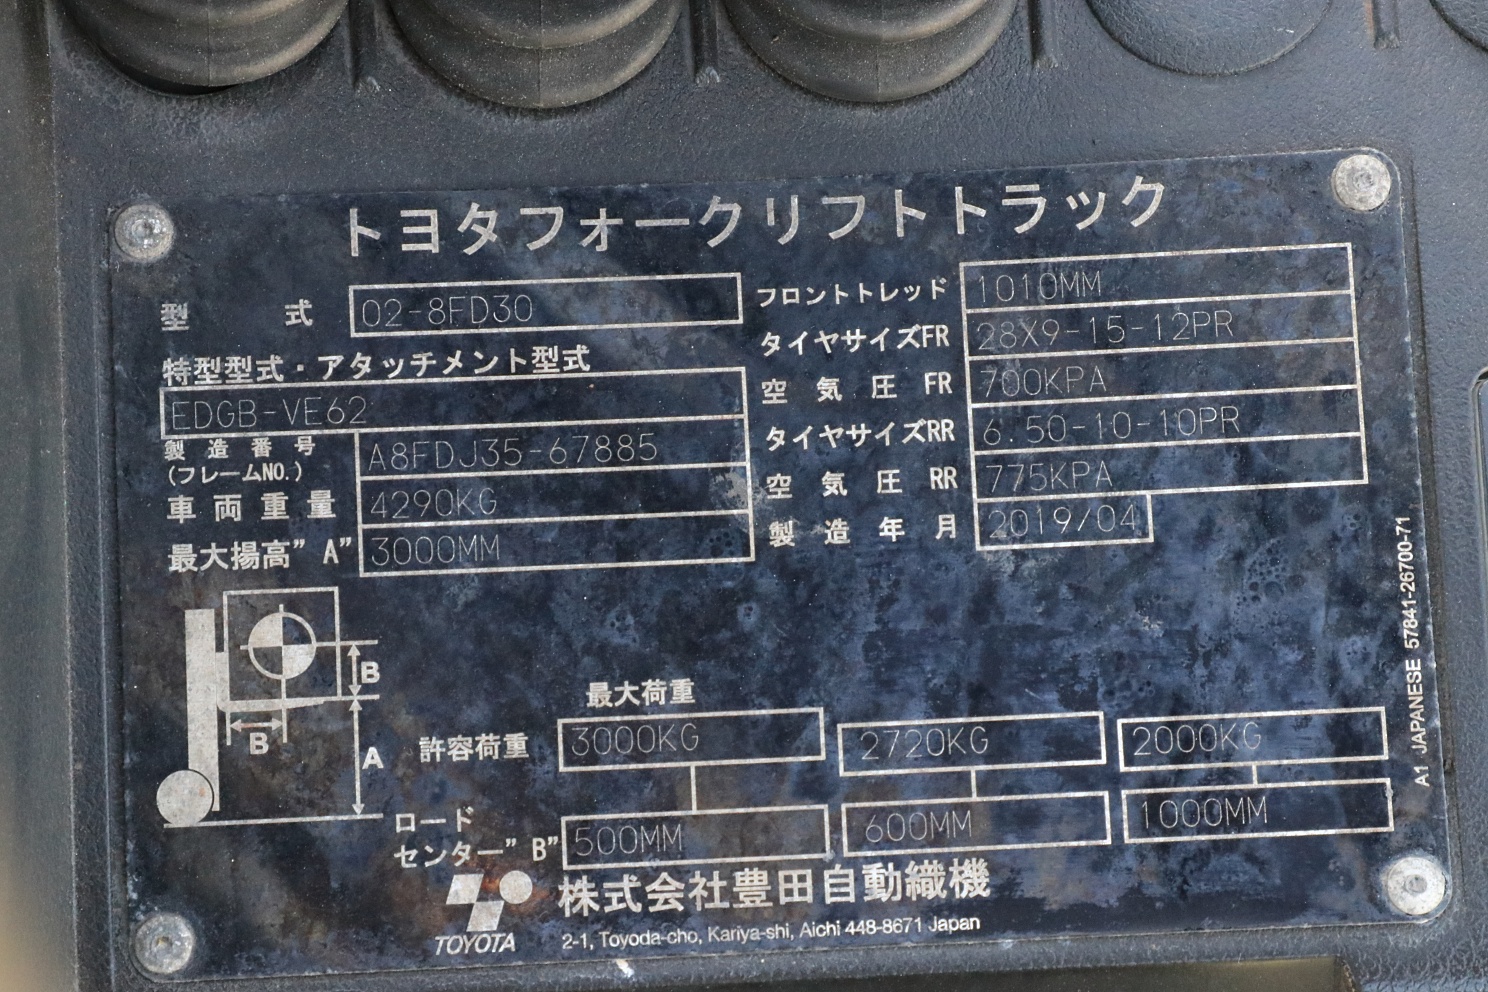 トヨタフォークリフトトラック
型式 02-8FD30
特型型式・アタッチメント型式
EDGB-VE62
製造番号
(フレームNO.) A8FDJ35-67885
車両重量 4290KG
最大揚高"A" 3000MM
フロントトレッド 1010MM
タイヤサイズFR 28X9-15-12PR
空気圧 FR 700KPA
タイヤサイズRR 6.50-10-10PR
空気圧 RR 775KPA
製造年月 2019/04
B
B
A
最大荷重
許容荷重 3000KG 2720KG 2000KG
ロード
センター"B" 500MM 600MM 1000MM
TOYOTA
株式会社豊田自動織機
2-1, Toyoda-cho, Kariya-shi, Aichi 448-8671 Japan
A1 JAPANESE 57841-26700-71